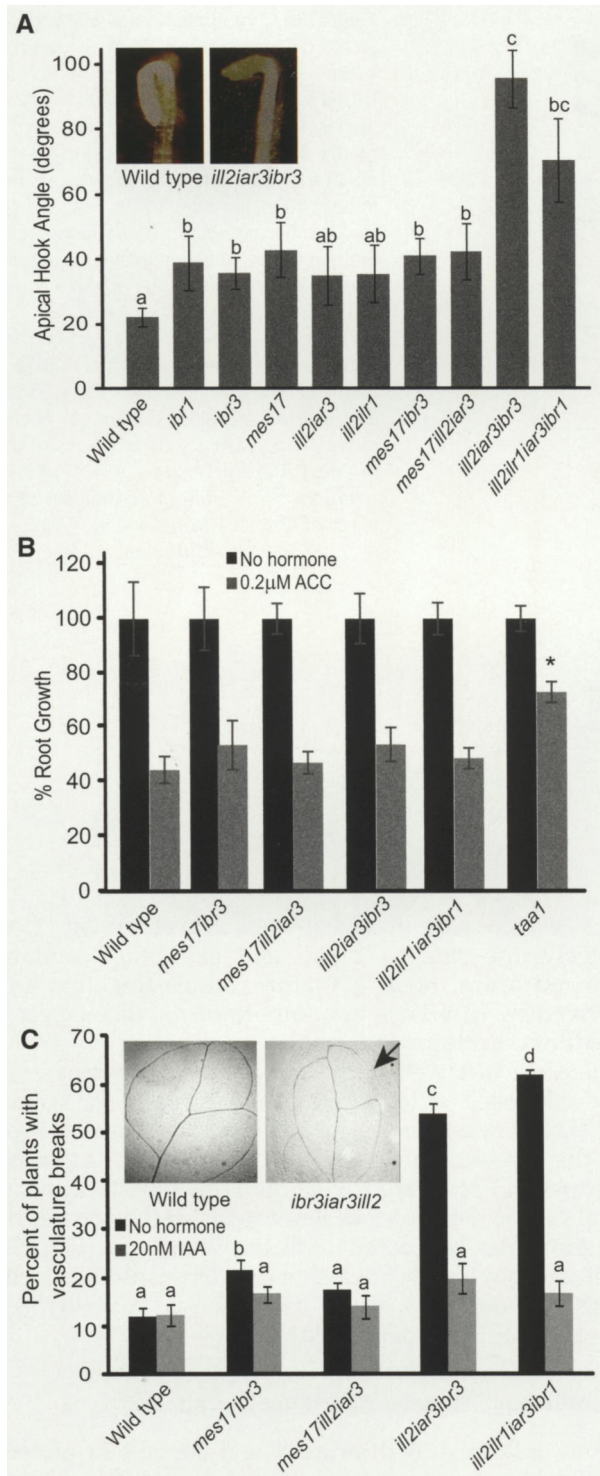 A
Apical Hook Angle (degrees)
100
80
60
40
20
0
Wild type
ill2iar3ibr3
a
b
b
b
ab
ab
b
b
c
bc
Wild type
ibr1
ibr3
mes17
ill2iar3
ill2ilr1
mes17ibr3
mes17ill2iar3
ill2iar3ibr3
ill2ilr1iar3ibr1
B
% Root Growth
120
100
80
60
40
20
0
No hormone
0.2µM ACC
*
Wild type
mes17ibr3
mes17ill2iar3
iill2iar3ibr3
ill2ilr1iar3ibr1
taa1
C
Percent of plants with
vasculature breaks
70
60
50
40
30
20
10
0
Wild type
ibr3iar3ill2
No hormone
20nM IAA
a
a
b
a
a
a
c
a
d
a
Wild type
mes17ibr3
mes17ill2iar3
ill2iar3ibr3
ill2ilr1iar3ibr1